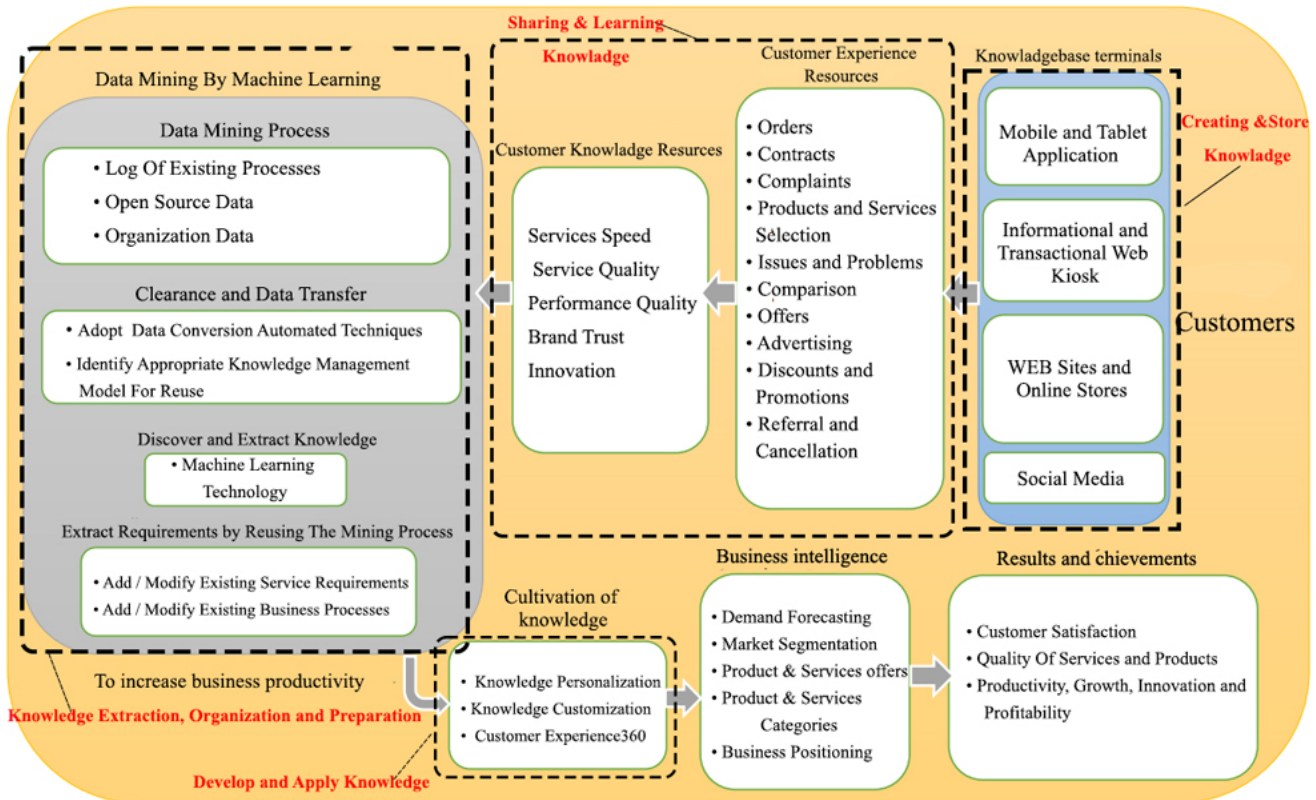 Sharing & Learning
Knowladge
Data Mining By Machine Learning
Data Mining Process
• Log Of Existing Processes
• Open Source Data
• Organization Data
Clearance and Data Transfer
• Adopt Data Conversion Automated Techniques
• Identify Appropriate Knowledge Management
Model For Reuse
Discover and Extract Knowledge
• Machine Learning
Technology
Extract Requirements by Reusing The Mining Process
• Add / Modify Existing Service Requirements
• Add / Modify Existing Business Processes
To increase business productivity
Knowledge Extraction, Organization and Preparation
Customer Knowladge Resurces
Services Speed
Service Quality
Performance Quality
Brand Trust
Innovation
Customer Experience
Resources
• Orders
• Contracts
• Complaints
• Products and Services
Selection
• Issues and Problems
• Comparison
• Offers
• Advertising
• Discounts and
Promotions
• Referral and
Cancellation
Knowladgebase terminals
Mobile and Tablet
Application
Informational and
Transactional Web
Kiosk
WEB Sites and
Online Stores
Social Media
Creating &Store
Knowladge
Customers
Cultivation of
knowledge
• Knowledge Personalization
• Knowledge Customization
• Customer Experience360
Develop and Apply Knowledge
Business intelligence
• Demand Forecasting
• Market Segmentation
• Product & Services offers
• Product & Services
Categories
• Business Positioning
Results and chievements
• Customer Satisfaction
• Quality Of Services and Products
• Productivity, Growth, Innovation and
Profitability